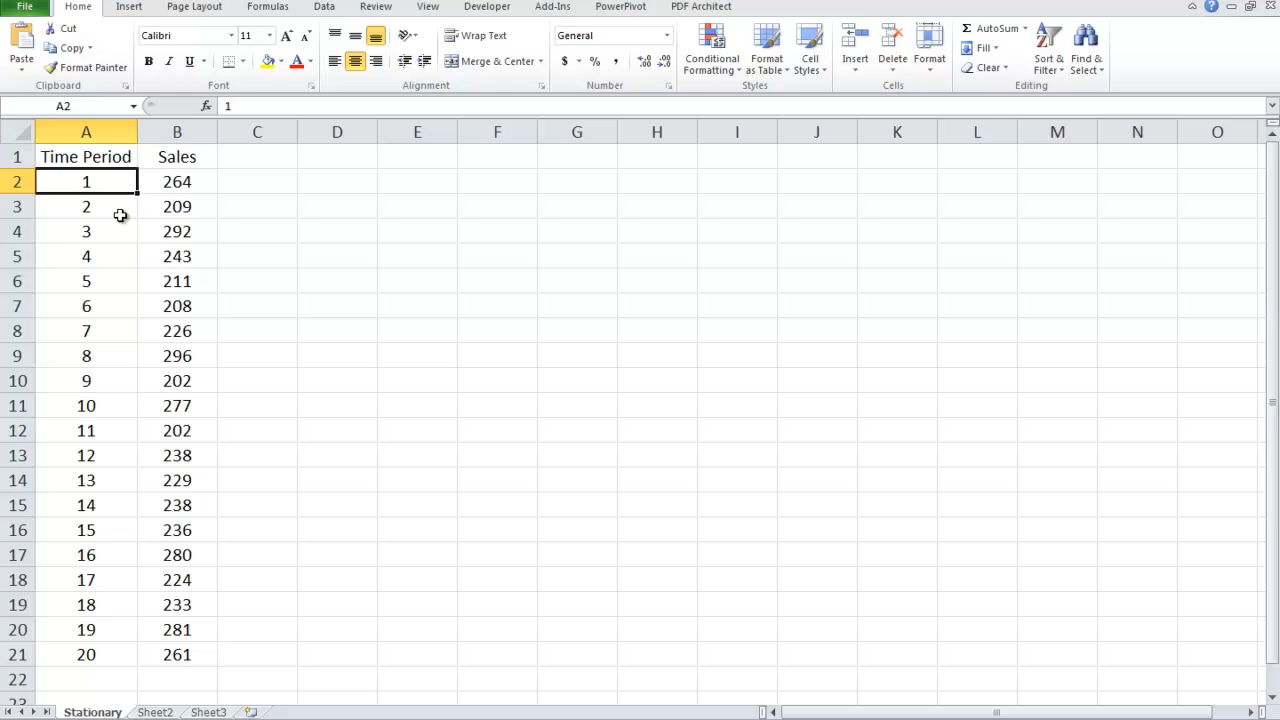 File Home Insert Page Layout Formulas Data Review View Developer Add-Ins PowerPivot PDF Architect
Paste Cut Copy Format Painter
Calibri 11
B I U A
Wrap Text
Merge & Center
General
$ % ,
Conditional Formatting Format as Table Cell Styles
Insert Delete Format
Σ AutoSum Fill Clear
Sort & Filter Find & Select
Clipboard Font Alignment Number Styles Cells Editing
A2 fx 1
A B C D E F G H I J K L M N O
1 Time Period Sales
2 1 264
3 2 209
4 3 292
5 4 243
6 5 211
7 6 208
8 7 226
9 8 296
10 9 202
11 10 277
12 11 202
13 12 238
14 13 229
15 14 238
16 15 236
17 16 280
18 17 224
19 18 233
20 19 281
21 20 261
22
23
Stationary Sheet2 Sheet3